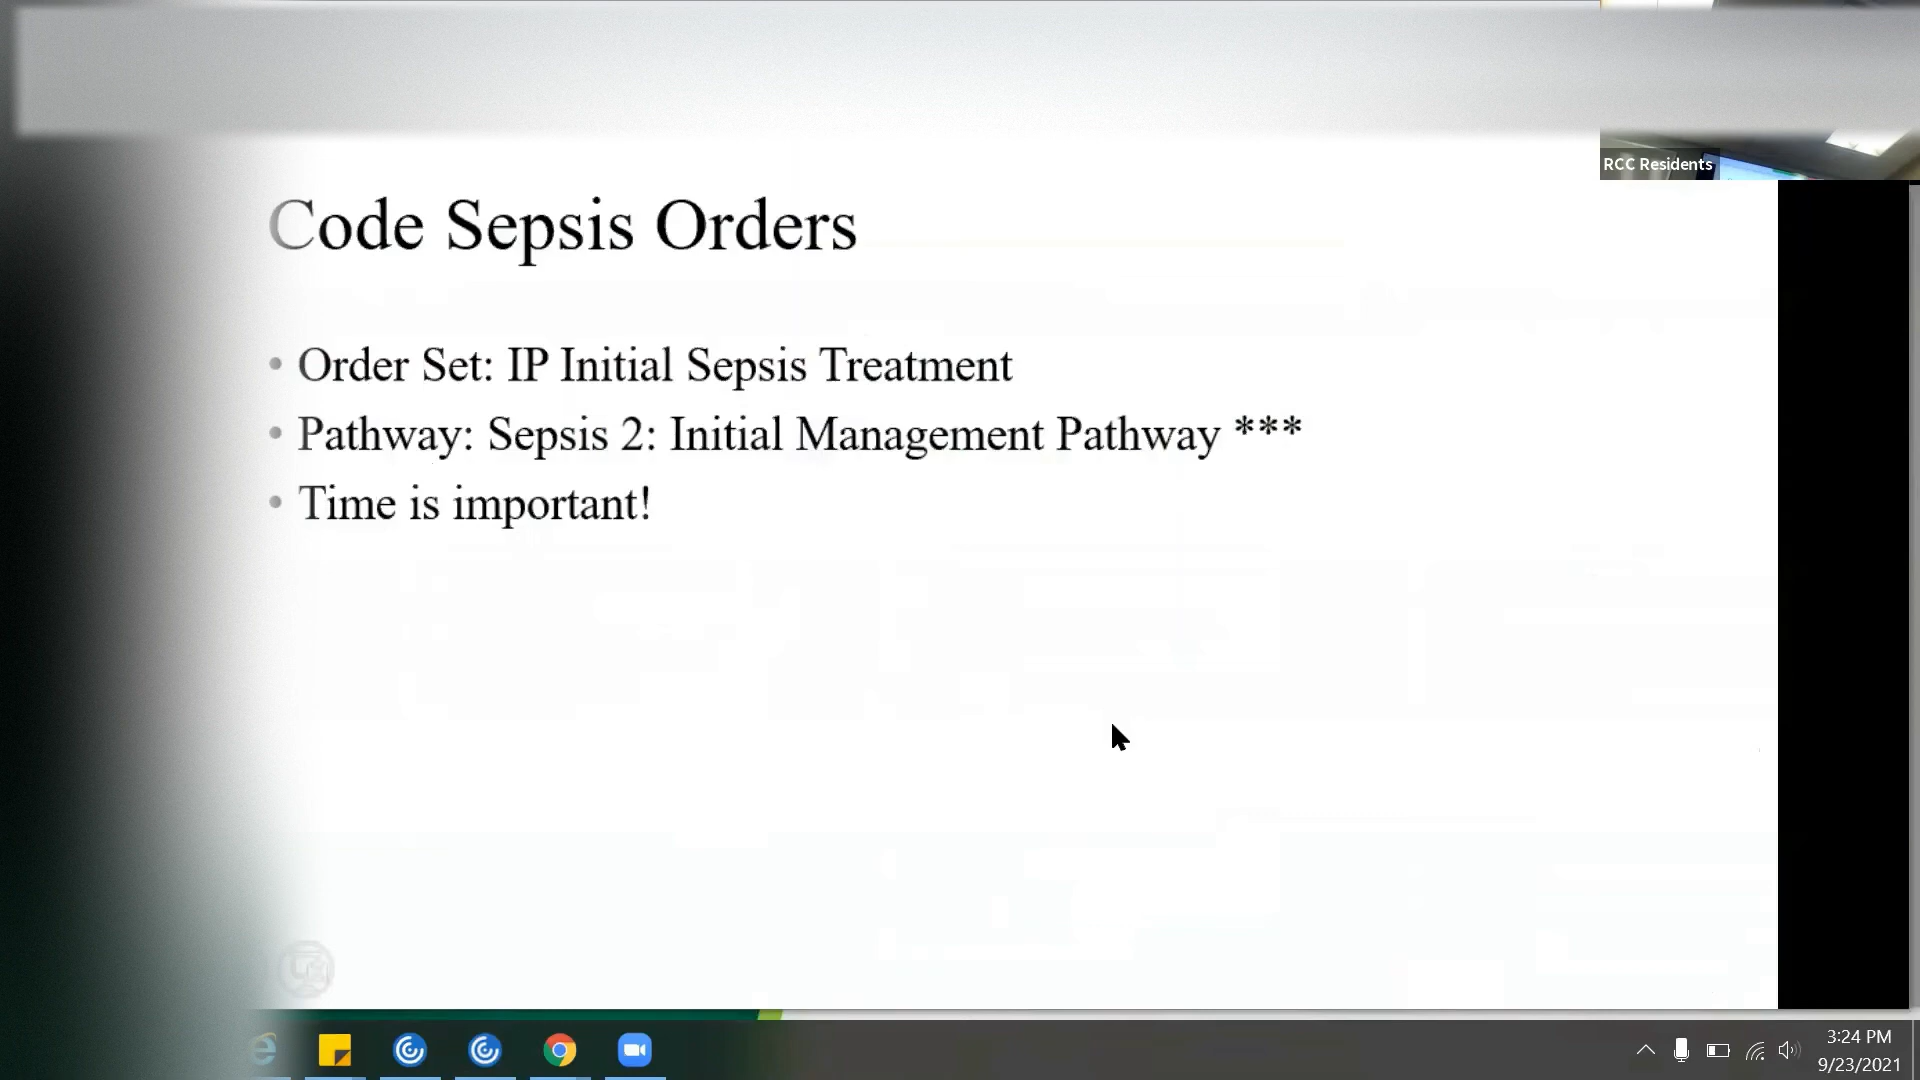 RCC Residents
Code Sepsis Orders
• Order Set: IP Initial Sepsis Treatment
• Pathway: Sepsis 2: Initial Management Pathway ***
• Time is important!
3:24 PM
9/23/2021